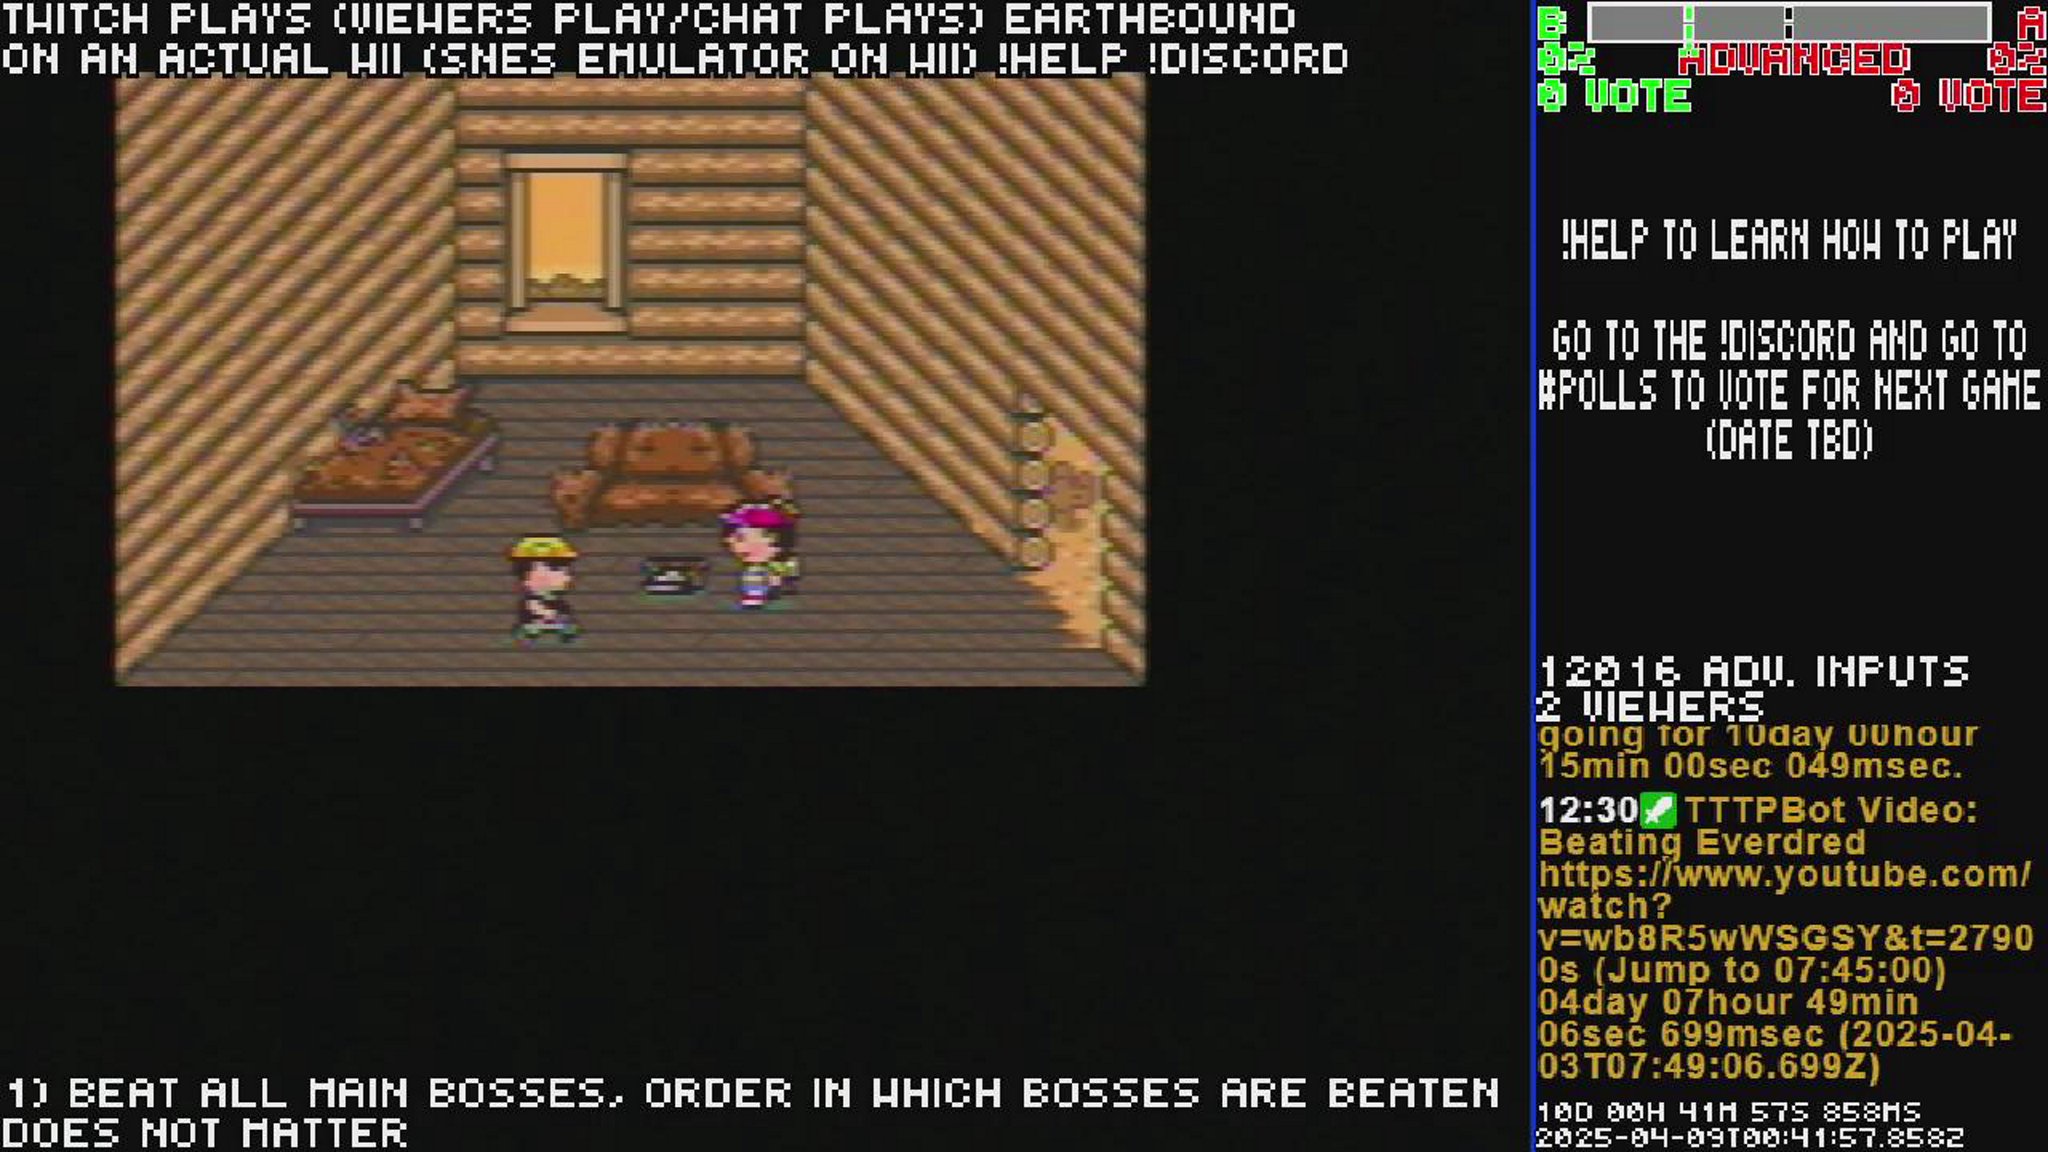 TWITCH PLAYS (VIEWERS PLAY/CHAT PLAYS) EARTHBOUND
ON AN ACTUAL WII (SNES EMULATOR ON WII) !HELP !DISCORD
B A
0% ADVANCED 0%
0 VOTE 0 VOTE
!HELP TO LEARN HOW TO PLAY
GO TO THE !DISCORD AND GO TO
#POLLS TO VOTE FOR NEXT GAME
(DATE TBD)
12016 ADV. INPUTS
2 VIEWERS
going for 10day 00hour
15min 00sec 049msec.
12:30 TTTPBot Video:
Beating Everdred
https://www.youtube.com/
watch?
v=wb8R5wWSGSY&t=2790
0s (Jump to 07:45:00)
04day 07hour 49min
06sec 699msec (2025-04-
03T07:49:06.699Z)
10D 00H 41M 57S 858MS
2025-04-09T00:41:57.858Z
1) BEAT ALL MAIN BOSSES, ORDER IN WHICH BOSSES ARE BEATEN
DOES NOT MATTER